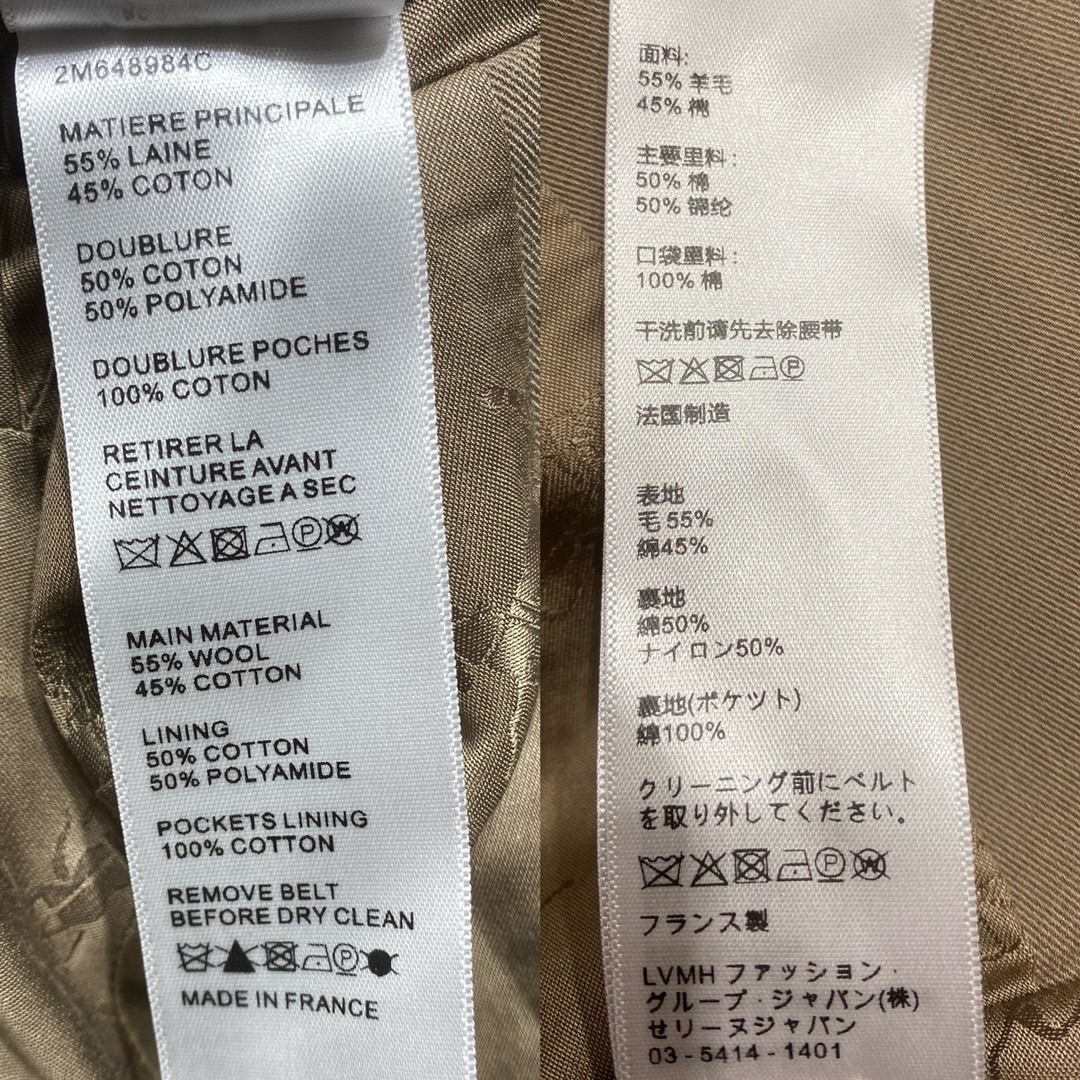 2M648984C
MATIERE PRINCIPALE
55% LAINE
45% COTON
DOUBLURE
50% COTON
50% POLYAMIDE
DOUBLURE POCHES
100% COTON
RETIRER LA
CEINTURE AVANT
NETTOYAGE A SEC
MAIN MATERIAL
55% WOOL
45% COTTON
LINING
50% COTTON
50% POLYAMIDE
POCKETS LINING
100% COTTON
REMOVE BELT
BEFORE DRY CLEAN
MADE IN FRANCE
面料:
55% 羊毛
45% 棉
主要里料:
50% 棉
50% 锦纶
口袋里料:
100% 棉
干洗前请先去除腰带
法国制造
表地
毛 55%
綿45%
裏地
綿50%
ナイロン50%
裏地(ポケツト)
綿100%
クリーニング前にベルト
を取り外してください。
フランス製
LVMH ファッション・
グループ・ジャパン(株)
せリーヌジャパン
03 - 5414 - 1401